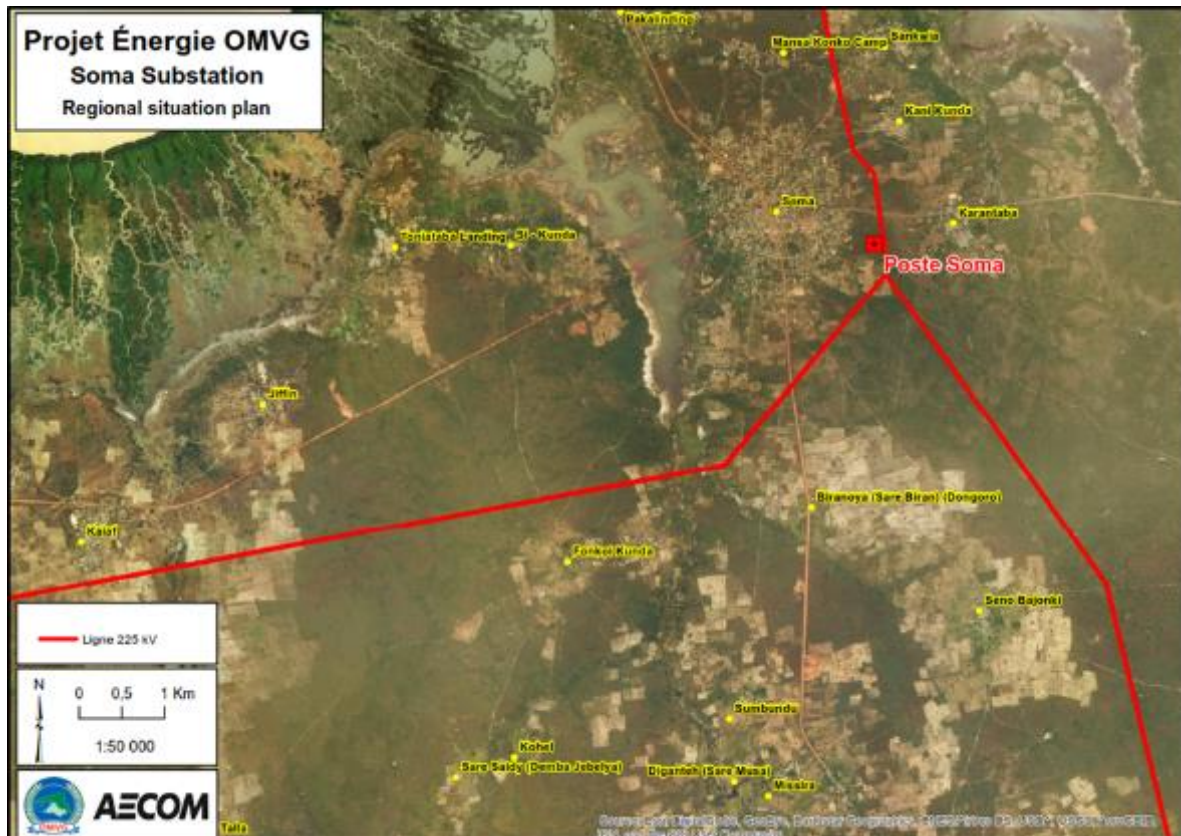 Projet Énergie OMVG
Soma Substation
Regional situation plan
Pakalinding
Mansa Konko Camp
Sankwia
Kani Kunda
Soma
Karantaba
Toniataba Landing
Si - Kunda
Poste Soma
Jiffin
Biranoya (Sare Biran) (Dongoro)
Kaiaf
Fonkoi Kunda
Seno Bajonki
Ligne 225 kV
N
0 0,5 1 Km
1:50 000
Sumbundu
Kohel
Sare Saidy (Demba Jebelya)
Diganteh (Sare Musa)
Missira
OMVG
AECOM
Talla